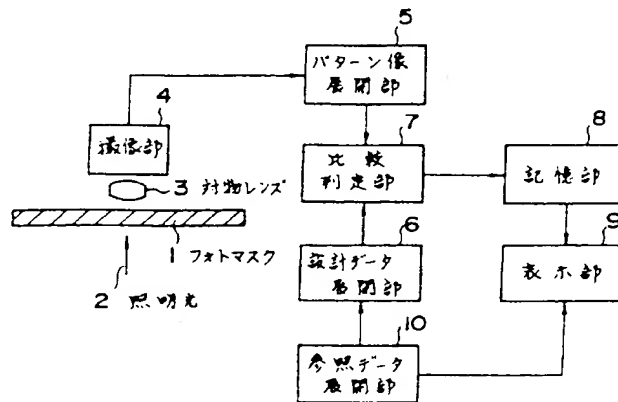 5
パターン像
展開部
4
撮像部
7
比較
判定部
8
記憶部
3 対物レンズ
6
設計データ
展開部
9
表示部
1 フォトマスク
2 照明光
10
参照データ
展開部